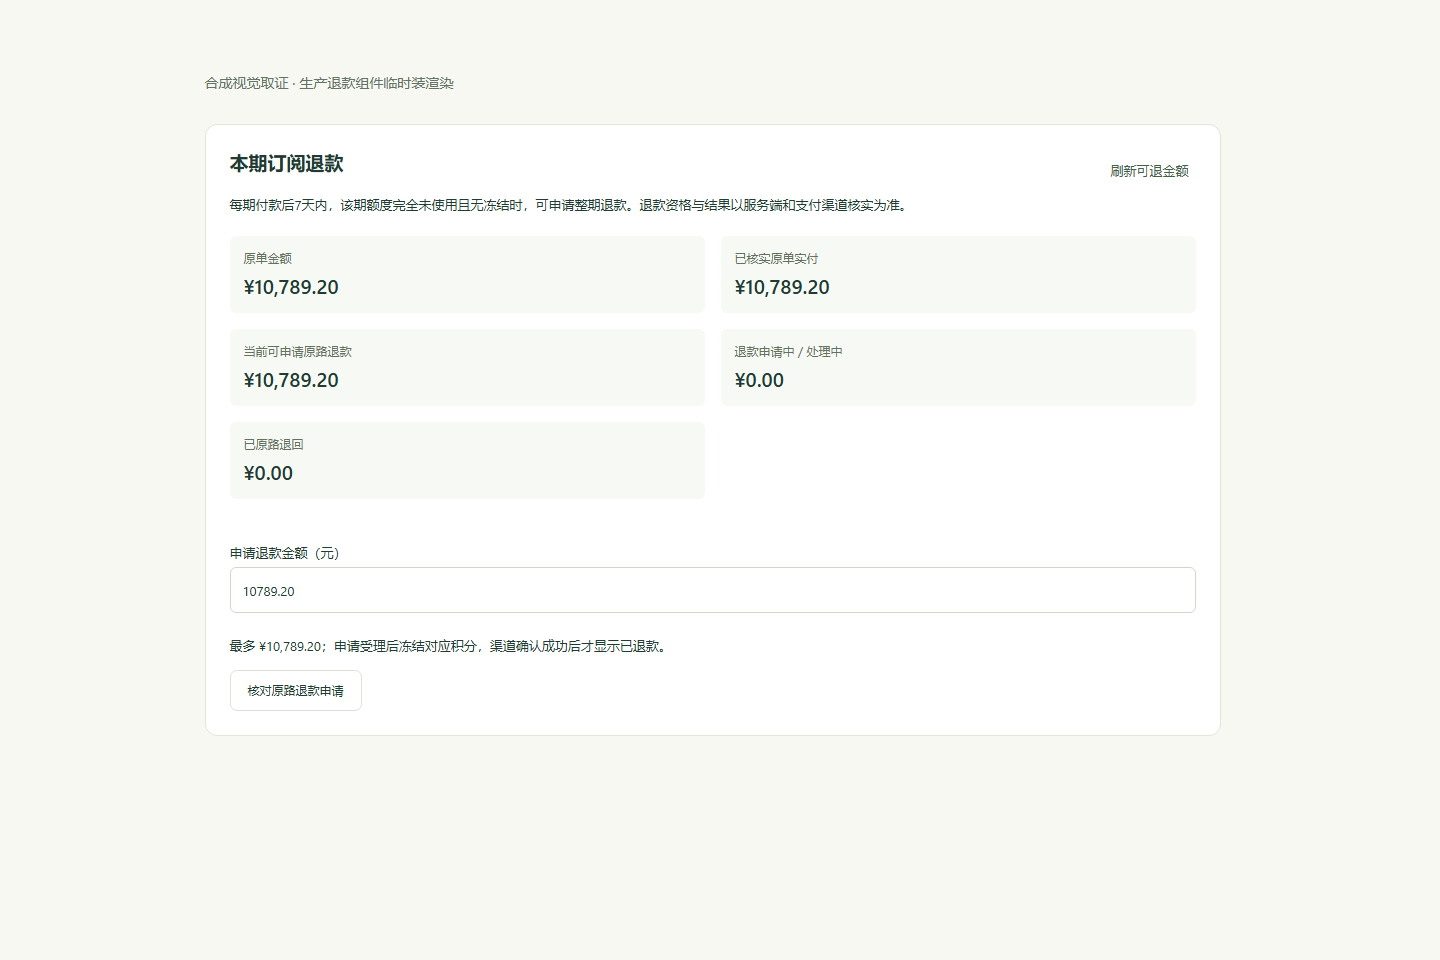 合成视觉取证 · 生产退款组件临时装渲染
本期订阅退款
刷新可退金额
每期付款后7天内，该期额度完全未使用且无冻结时，可申请整期退款。退款资格与结果以服务端和支付渠道核实为准。
原单金额
¥10,789.20
已核实原单实付
¥10,789.20
当前可申请原路退款
¥10,789.20
退款申请中 / 处理中
¥0.00
已原路退回
¥0.00
申请退款金额（元）
10789.20
最多 ¥10,789.20；申请受理后冻结对应积分，渠道确认成功后才显示已退款。
核对原路退款申请